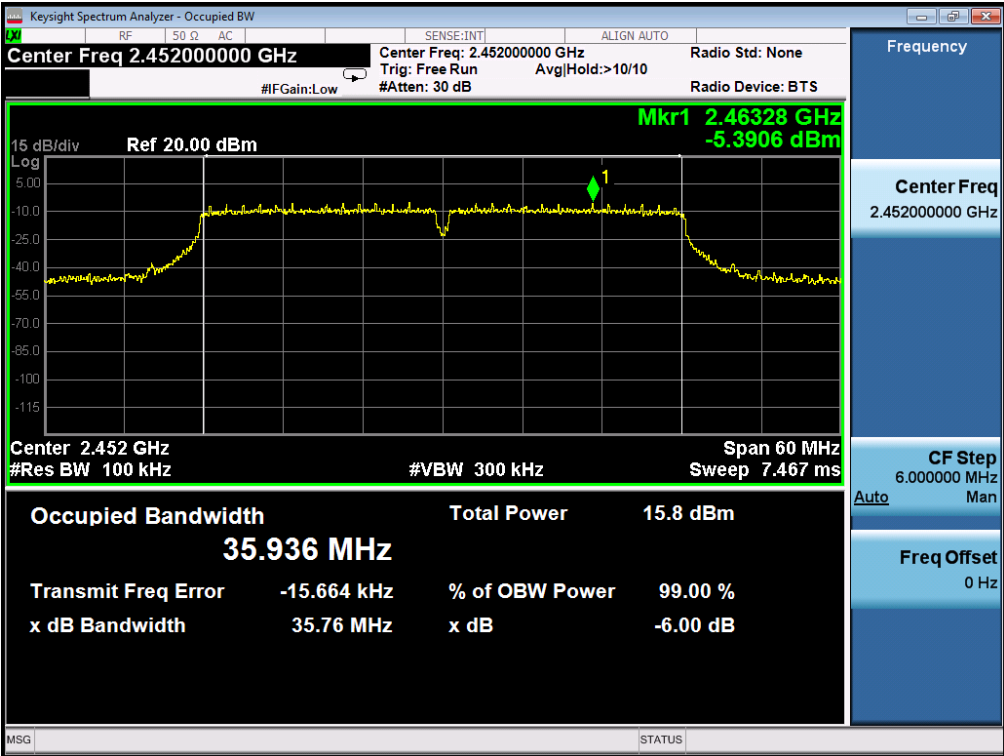 Keysight Spectrum Analyzer - Occupied BW
LXI RF 50 Ω AC SENSE:INT ALIGN AUTO
Center Freq 2.452000000 GHz
Center Freq: 2.452000000 GHz Radio Std: None
Trig: Free Run Avg|Hold:>10/10
#IFGain:Low #Atten: 30 dB Radio Device: BTS
Mkr1 2.46328 GHz
-5.3906 dBm
15 dB/div Ref 20.00 dBm
Log
1
5.00
-10.0
-25.0
-40.0
-55.0
-70.0
-85.0
-100
-115
Center 2.452 GHz Span 60 MHz
#Res BW 100 kHz #VBW 300 kHz Sweep 7.467 ms
Occupied Bandwidth Total Power 15.8 dBm
35.936 MHz
Transmit Freq Error -15.664 kHz % of OBW Power 99.00 %
x dB Bandwidth 35.76 MHz x dB -6.00 dB
Frequency
Center Freq
2.452000000 GHz
CF Step
6.000000 MHz
Auto Man
Freq Offset
0 Hz
MSG STATUS